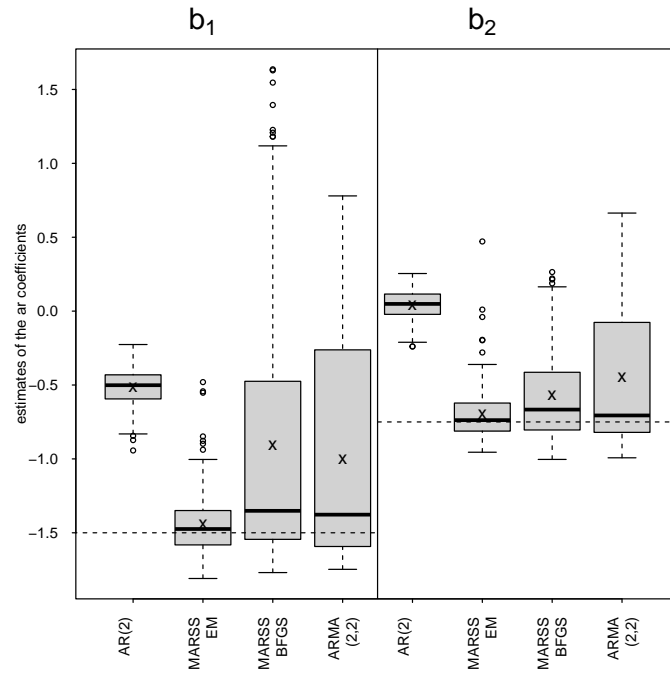 b1 b2
estimates of the ar coefficients
1.5
1.0
0.5
0.0
−0.5
−1.0
−1.5
x x x x x x x x
AR(2)
MARSS
EM
MARSS
BFGS
ARMA
(2,2)
AR(2)
MARSS
EM
MARSS
BFGS
ARMA
(2,2)